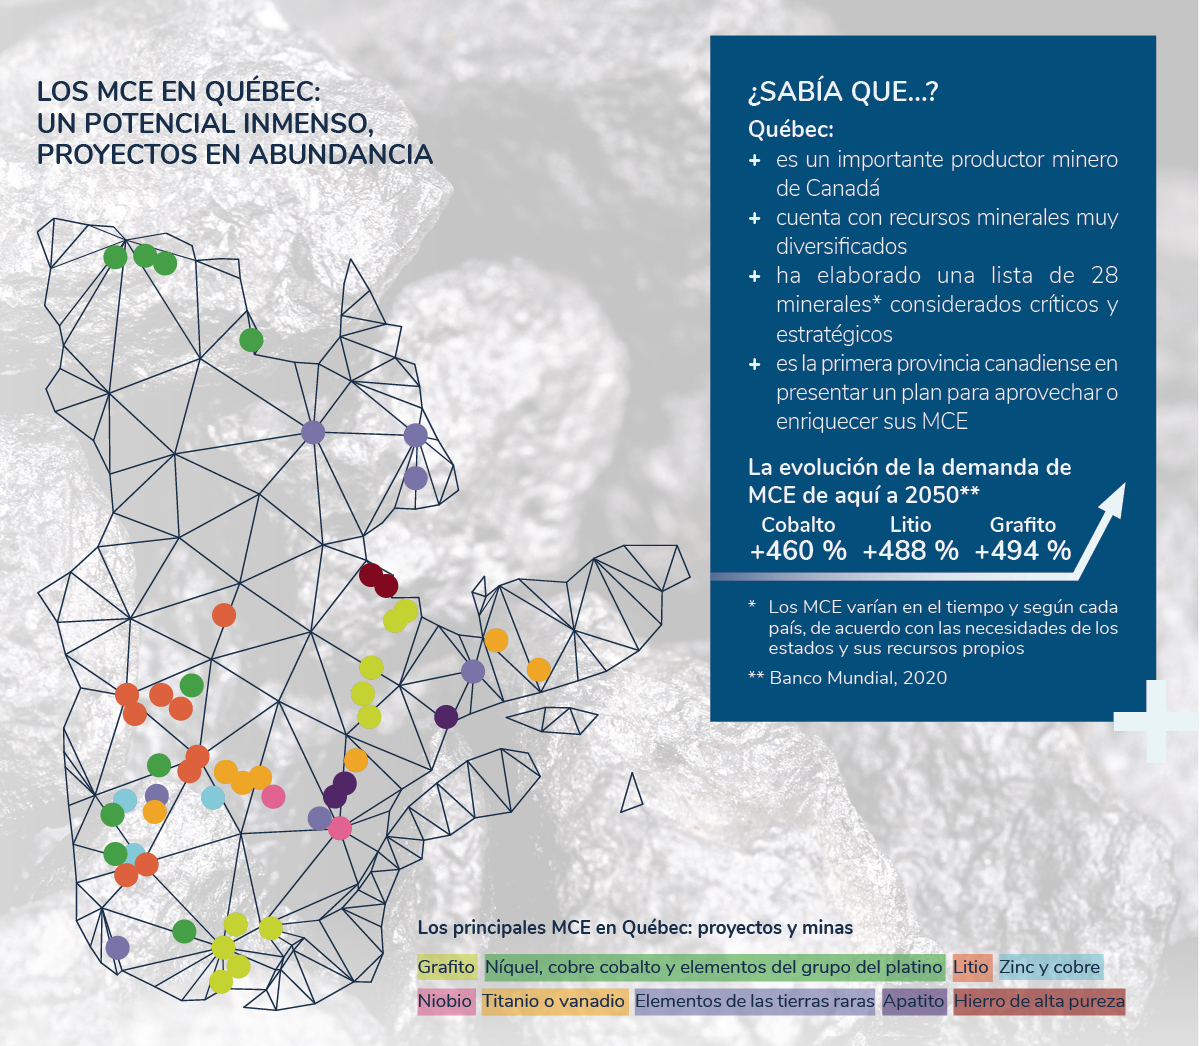 LOS MCE EN QUÉBEC:
UN POTENCIAL INMENSO,
PROYECTOS EN ABUNDANCIA
¿SABÍA QUE...?
Québec:
+ es un importante productor minero
de Canadá
+ cuenta con recursos minerales muy
diversificados
+ ha elaborado una lista de 28
minerales* considerados críticos y
estratégicos
+ es la primera provincia canadiense en
presentar un plan para aprovechar o
enriquecer sus MCE
La evolución de la demanda de
MCE de aquí a 2050**
Cobalto Litio Grafito
+460 % +488 % +494 %
* Los MCE varían en el tiempo y según cada
país, de acuerdo con las necesidades de los
estados y sus recursos propios
** Banco Mundial, 2020
Los principales MCE en Québec: proyectos y minas
Grafito Níquel, cobre cobalto y elementos del grupo del platino Litio Zinc y cobre
Niobio Titanio o vanadio Elementos de las tierras raras Apatito Hierro de alta pureza